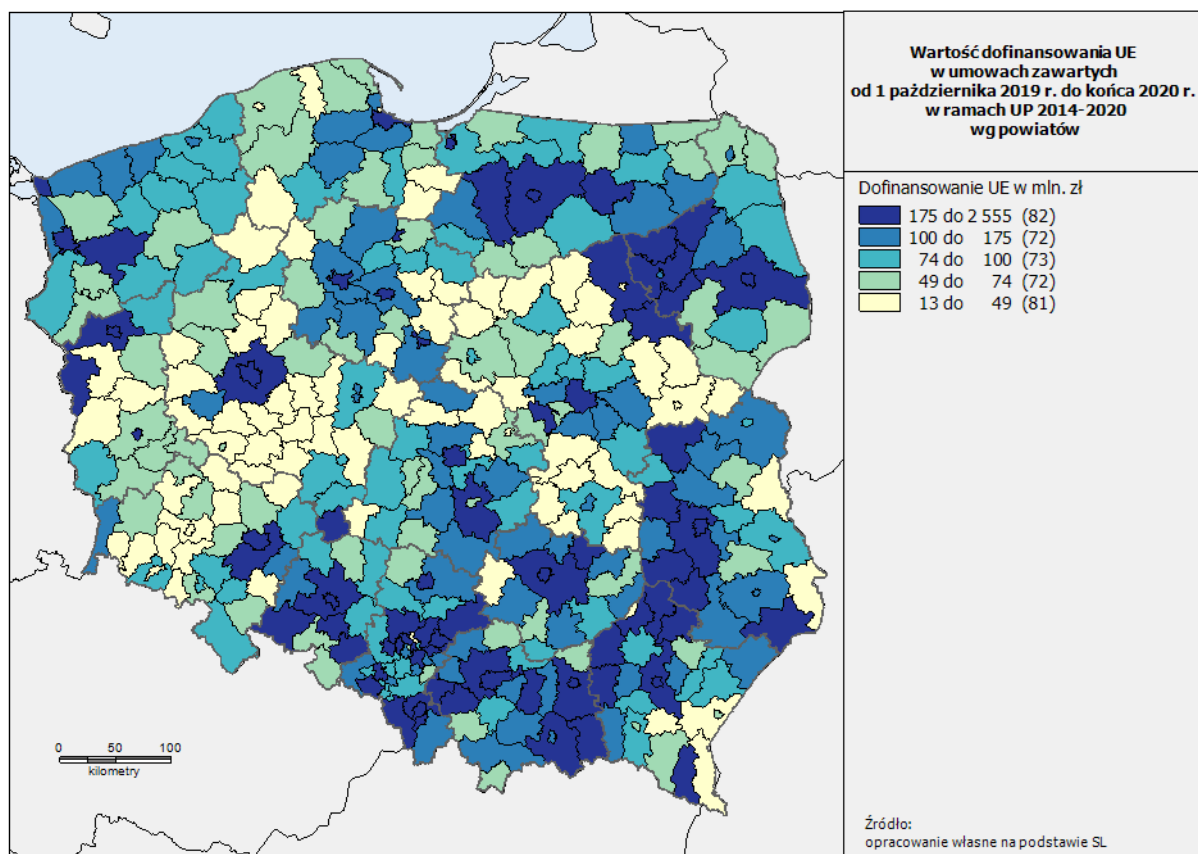 Wartość dofinansowania UE
w umowach zawartych
od 1 października 2019 r. do końca 2020 r.
w ramach UP 2014-2020
wg powiatów
Dofinansowanie UE w mln. zł
175 do 2 555 (82)
100 do 175 (72)
74 do 100 (73)
49 do 74 (72)
13 do 49 (81)
0 50 100
kilometry
Źródło:
opracowanie własne na podstawie SL